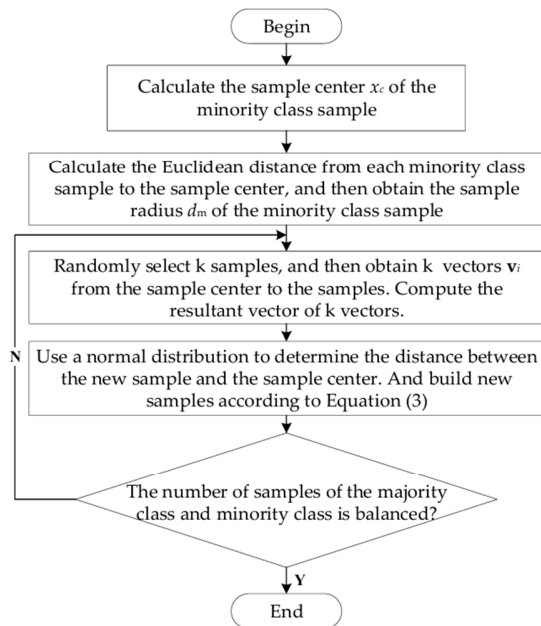 Begin
Calculate the sample center xc of the
minority class sample
Calculate the Euclidean distance from each minority class
sample to the sample center, and then obtain the sample
radius dm of the minority class sample
Randomly select k samples, and then obtain k vectors vi
from the sample center to the samples. Compute the
resultant vector of k vectors.
N
Use a normal distribution to determine the distance between
the new sample and the sample center. And build new
samples according to Equation (3)
The number of samples of the majority
class and minority class is balanced?
Y
End